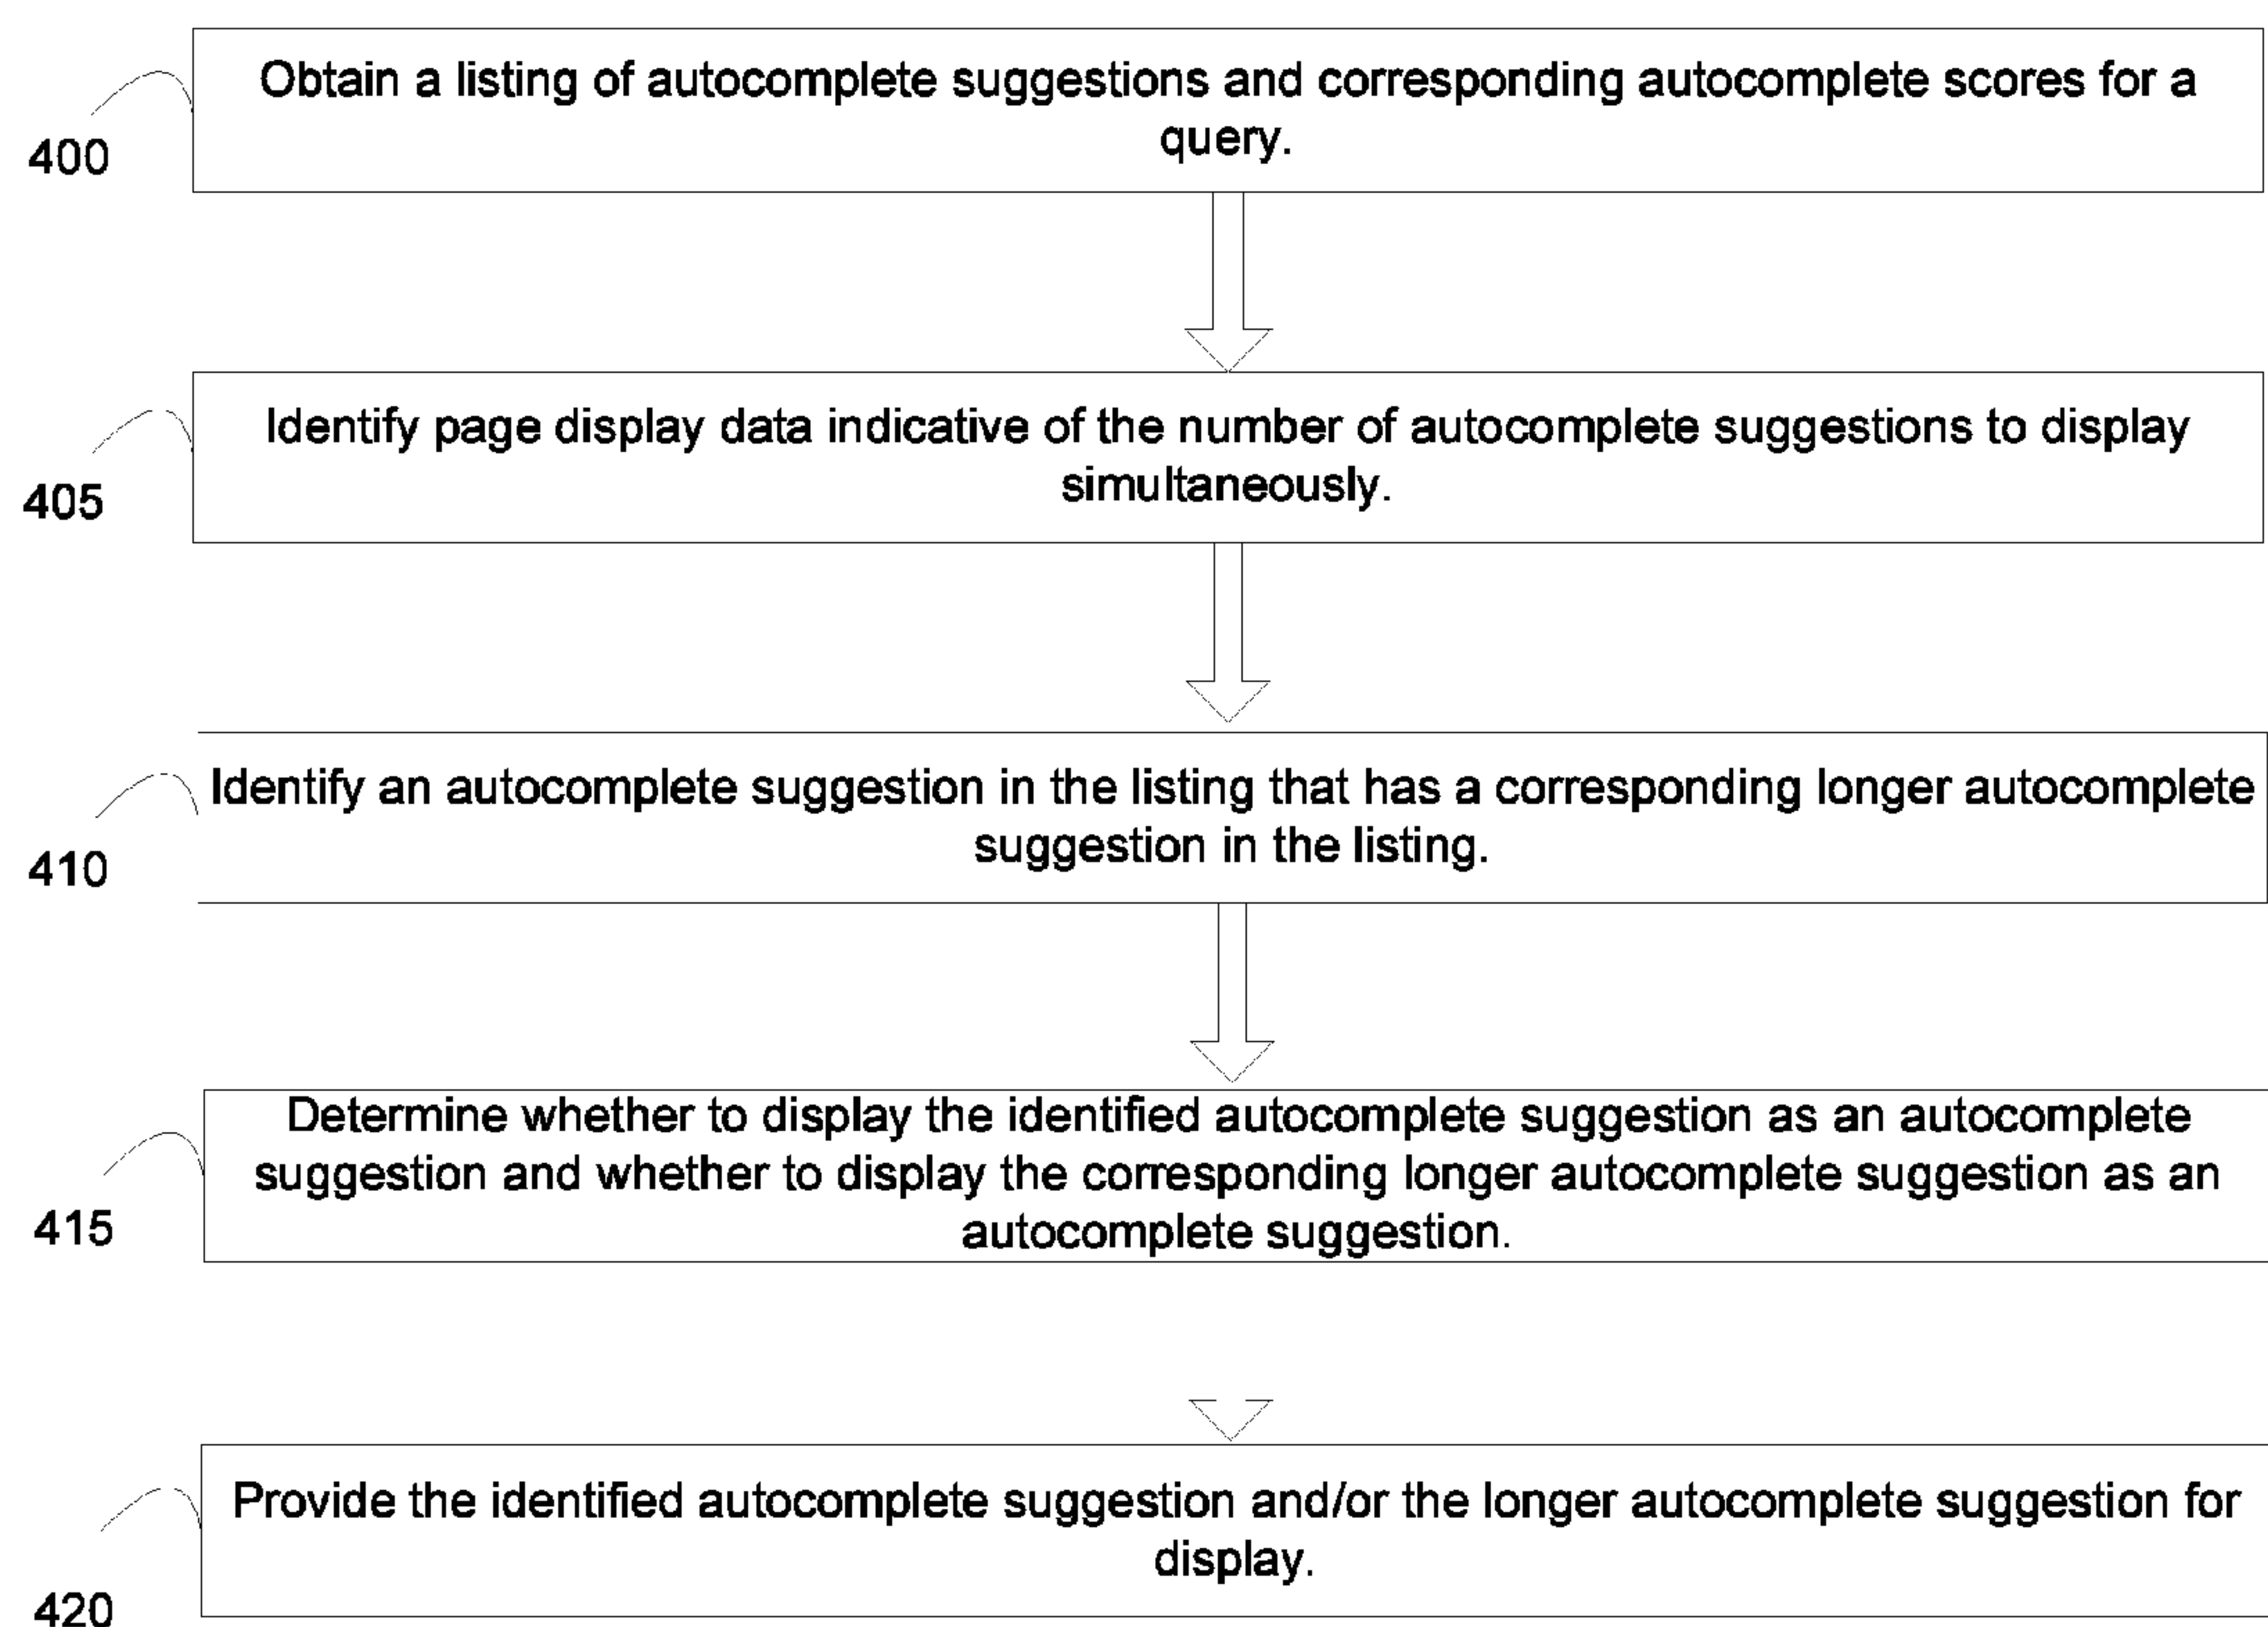 Obtain a listing of autocomplete suggestions and corresponding autocomplete scores for a
query.
400
Identify page display data indicative of the number of autocomplete suggestions to display
simultaneously.
405
Identify an autocomplete suggestion in the listing that has a corresponding longer autocomplete
suggestion in the listing.
410
Determine whether to display the identified autocomplete suggestion as an autocomplete
suggestion and whether to display the corresponding longer autocomplete suggestion as an
autocomplete suggestion.
415
Provide the identified autocomplete suggestion and/or the longer autocomplete suggestion for
display.
420